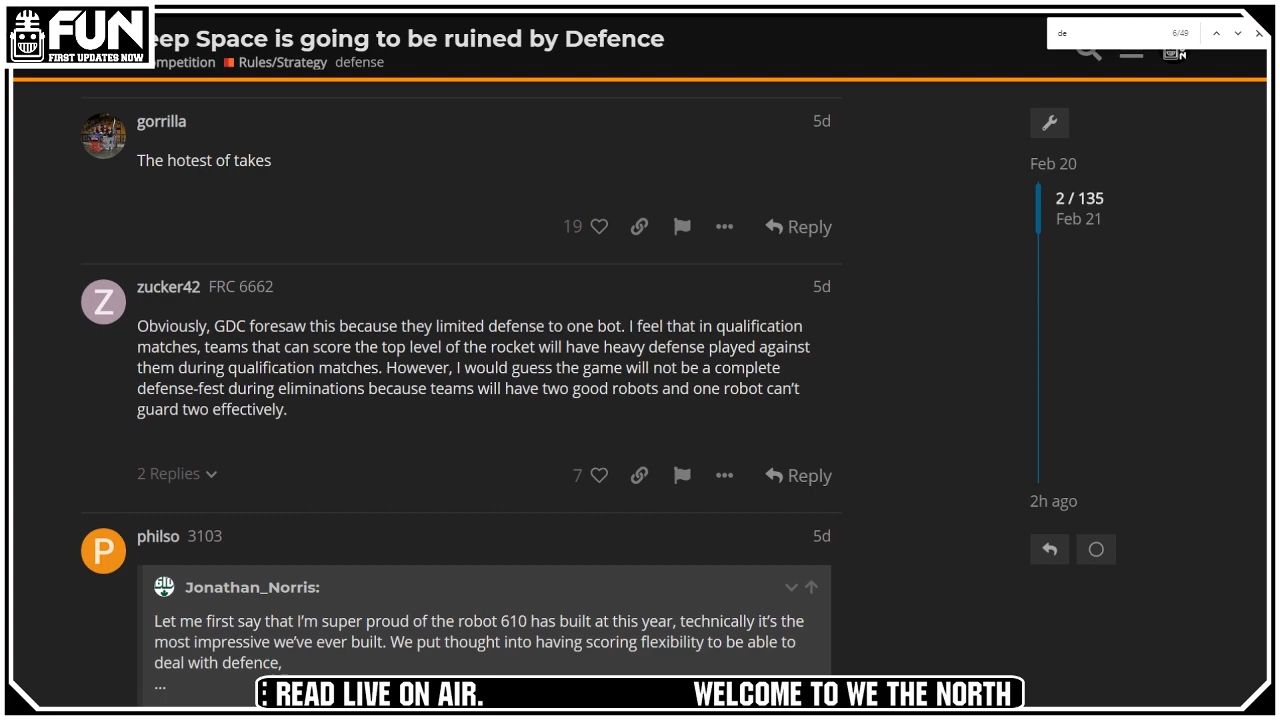 FUN
FIRST UPDATES NOW
eep Space is going to be ruined by Defence
de 6/49
ompetition Rules/Strategy defense
gorrilla 5d
The hotest of takes
19 Reply
Feb 20
2 / 135
Feb 21
zucker42 FRC 6662 5d
Obviously, GDC foresaw this because they limited defense to one bot. I feel that in qualification
matches, teams that can score the top level of the rocket will have heavy defense played against
them during qualification matches. However, I would guess the game will not be a complete
defense-fest during eliminations because teams will have two good robots and one robot can't
guard two effectively.
2 Replies 7 Reply
2h ago
P philso 3103 5d
Z
Jonathan_Norris:
Let me first say that I'm super proud of the robot 610 has built at this year, technically it's the
most impressive we've ever built. We put thought into having scoring flexibility to be able to
deal with defence,
...
: READ LIVE ON AIR. WELCOME TO WE THE NORTH